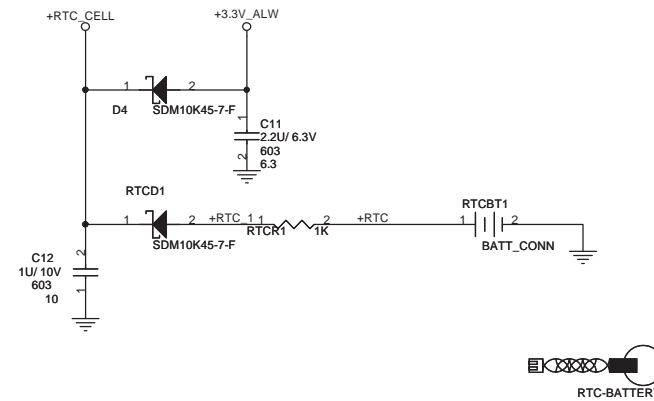 +RTC_CELL
+3.3V_ALW
1
2
D4
SDM10K45-7-F
1
C11
2.2U/ 6.3V
603
6.3
2
RTCD1
1
2
+RTC_1
1
2
+RTC
RTCR1
1K
SDM10K45-7-F
RTCBT1
1
2
BATT_CONN
2
C12
1U/ 10V
603
10
1
RTC-BATTER